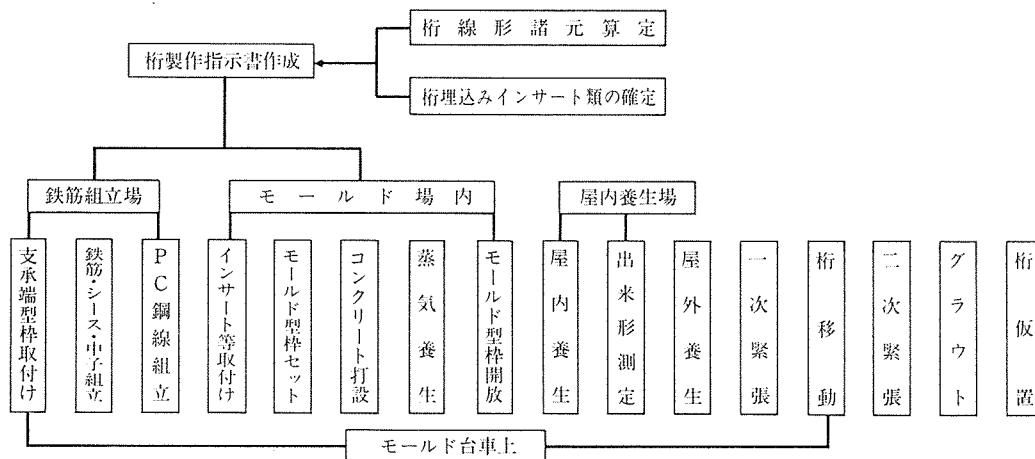 桁線形諸元算定
桁製作指示書作成
桁埋込みインサート類の確定
鉄筋組立場
モールド場内
屋内養生場
支承端型枠取付け
鉄筋・シース・中子組立
PC鋼線組立
インサート等取付け
モールド型枠セット
コンクリート打設
蒸気養生
モールド型枠開放
屋内養生
出来形測定
屋外養生
一次緊張
桁移動
二次緊張
グラウト
桁仮置
モールド台車上